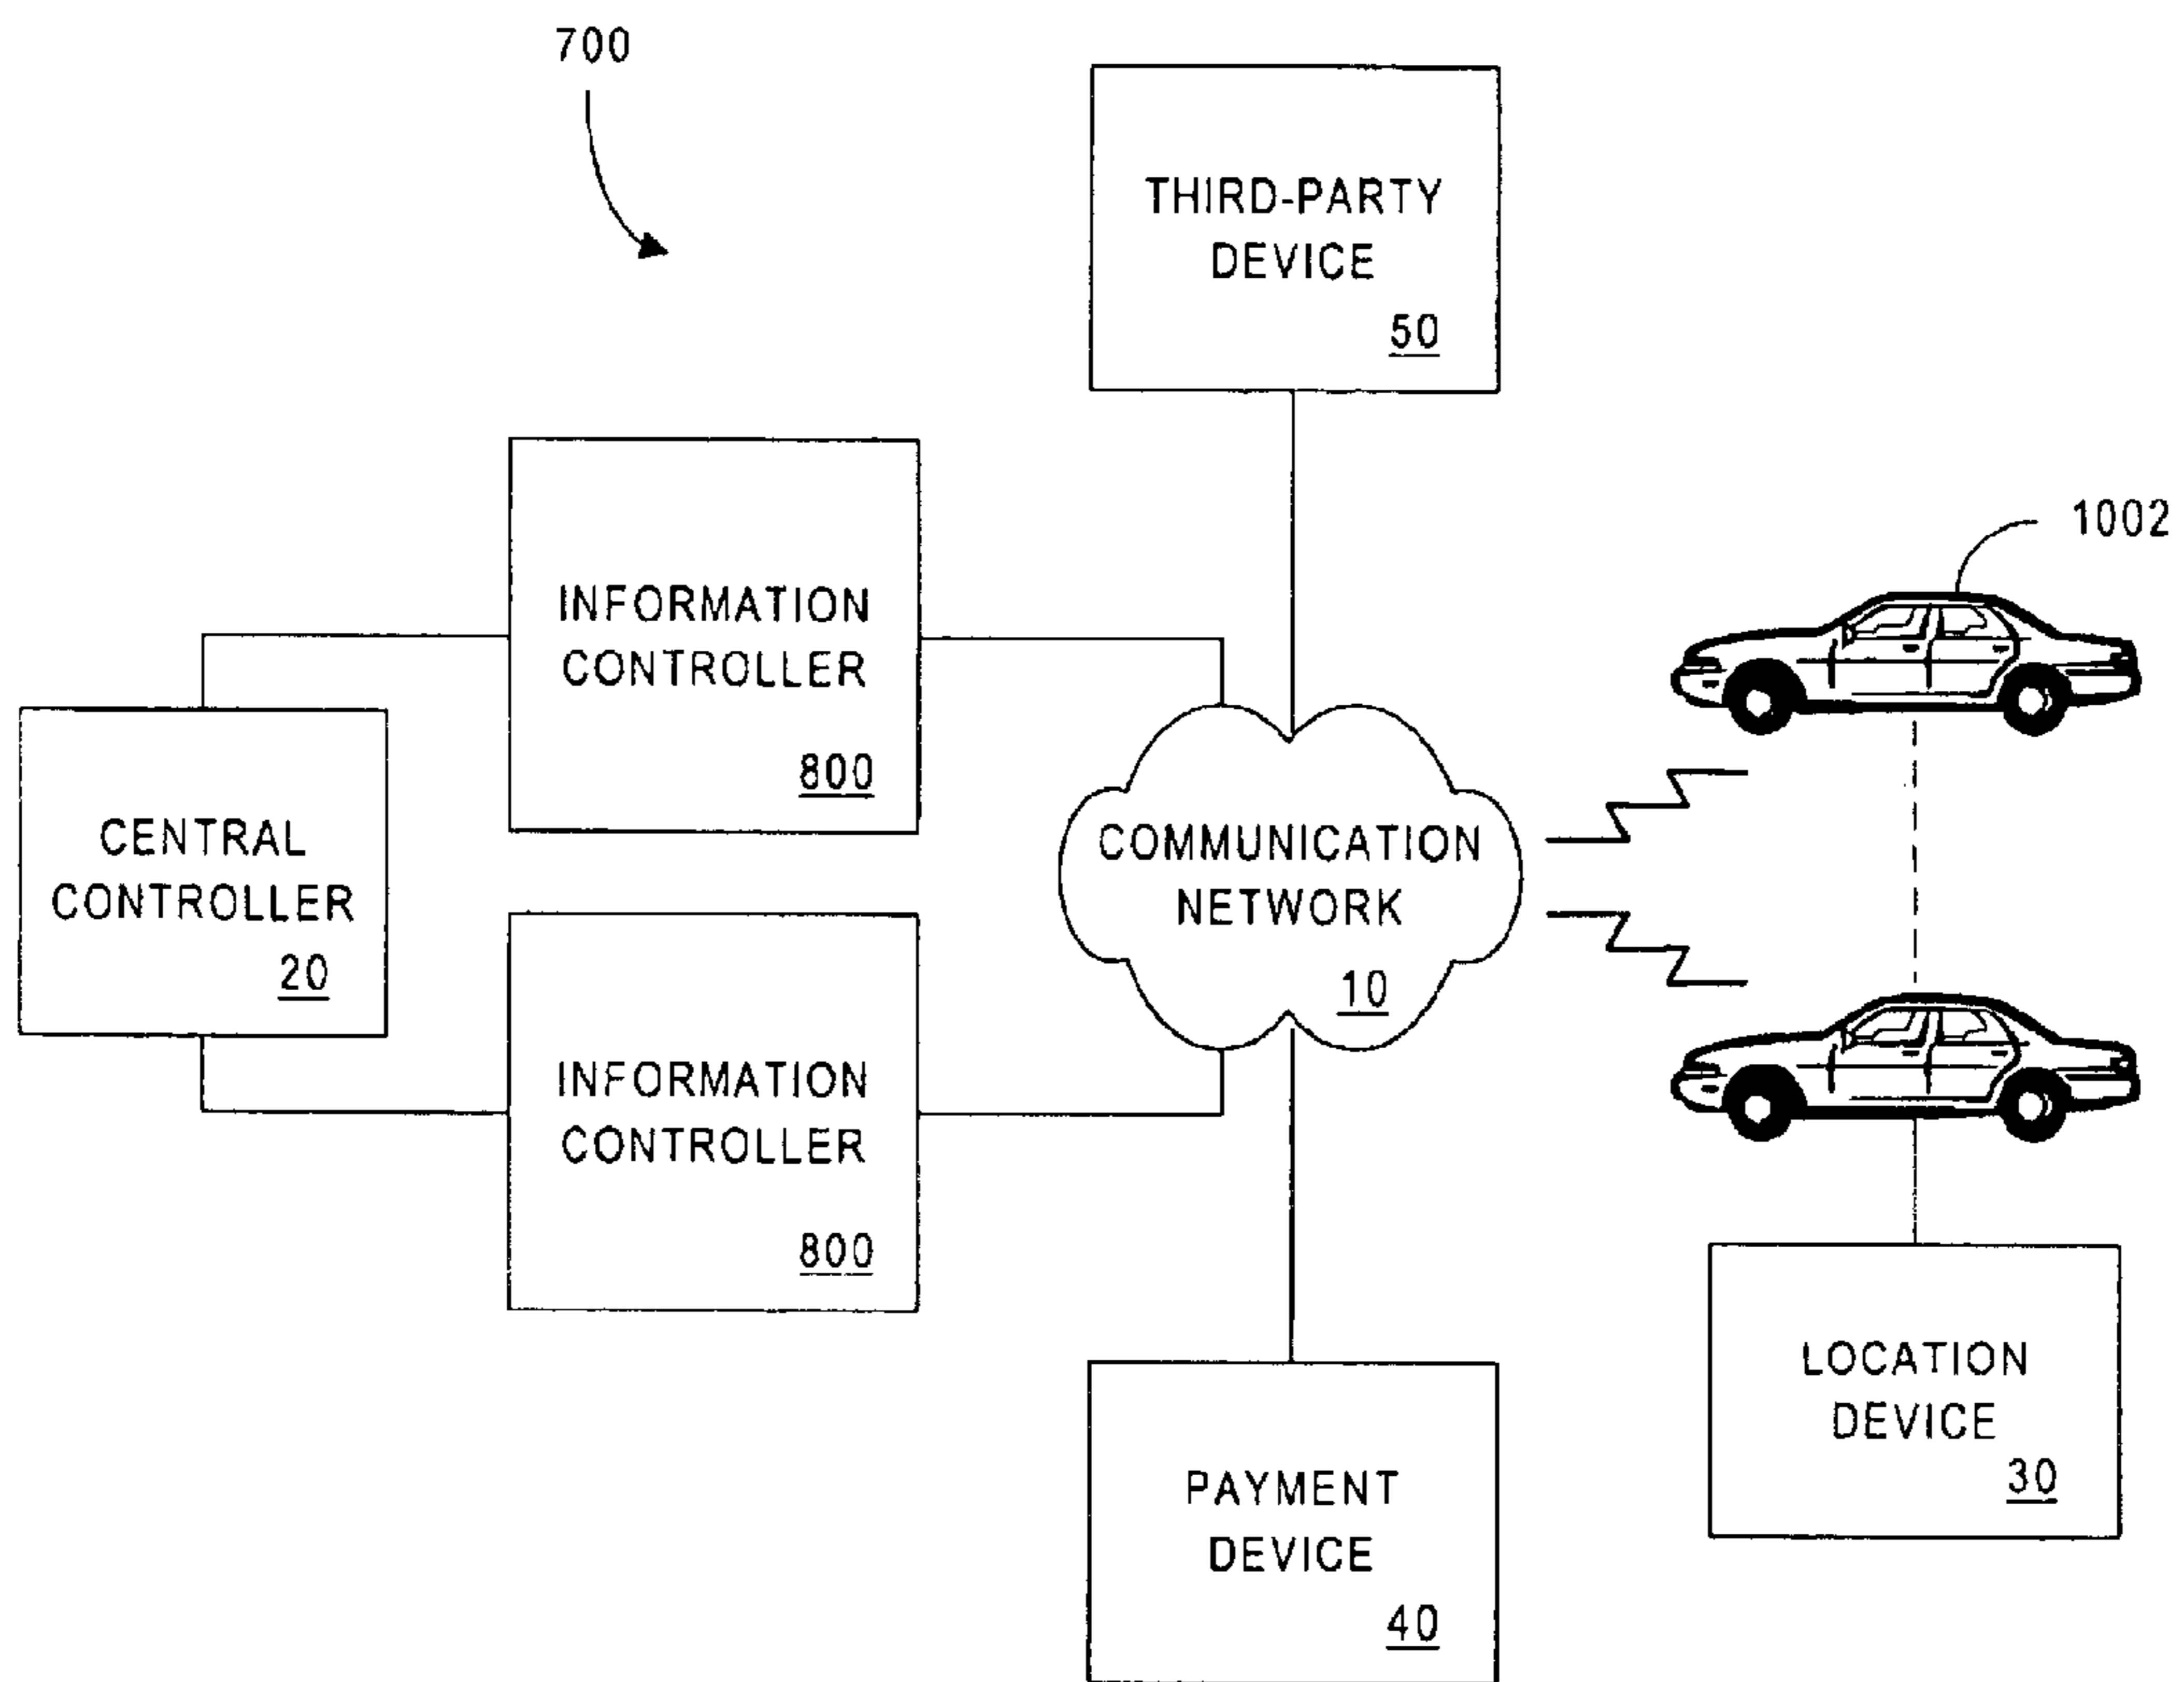 700
THIRD-PARTY
DEVICE
50
1002
INFORMATION
CONTROLLER
800
CENTRAL
CONTROLLER
20
COMMUNICATION
NETWORK
10
INFORMATION
CONTROLLER
800
LOCATION
DEVICE
30
PAYMENT
DEVICE
40